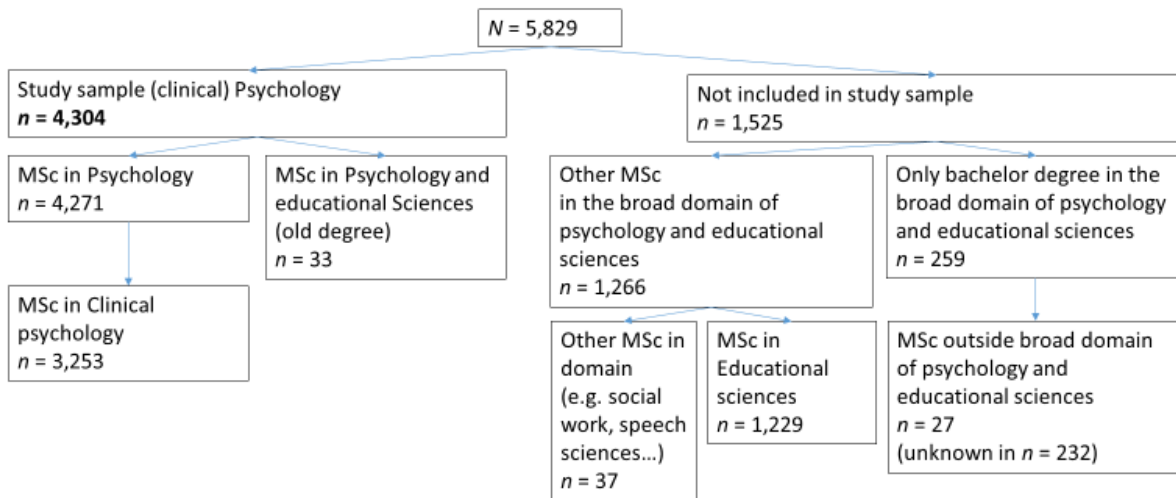 N = 5,829
Study sample (clinical) Psychology
n = 4,304
Not included in study sample
n = 1,525
MSc in Psychology
n = 4,271
MSc in Psychology and
educational Sciences
(old degree)
n = 33
Other MSc
in the broad domain of
psychology and educational
sciences
n = 1,266
Only bachelor degree in the
broad domain of psychology
and educational sciences
n = 259
MSc in Clinical
psychology
n = 3,253
Other MSc in
domain
(e.g. social
work, speech
sciences...)
n = 37
MSc in
Educational
sciences
n = 1,229
MSc outside broad domain
of psychology and
educational sciences
n = 27
(unknown in n = 232)